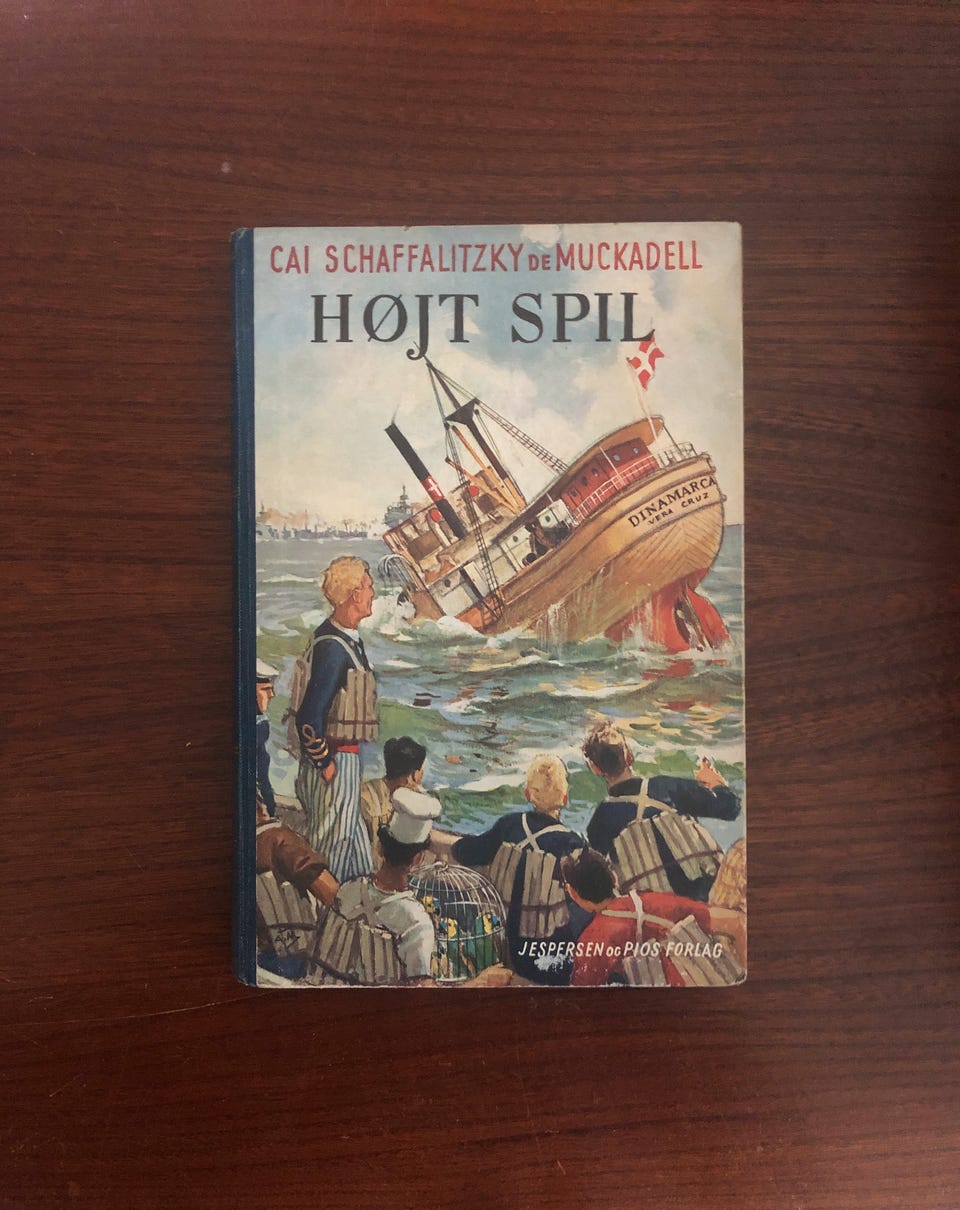 CAI SCHAFFALITZKY DE MUCKADELL
HØJT SPIL
DINAMARCA
VERA CRUZ
JESPERSEN OG PIOS FORLAG